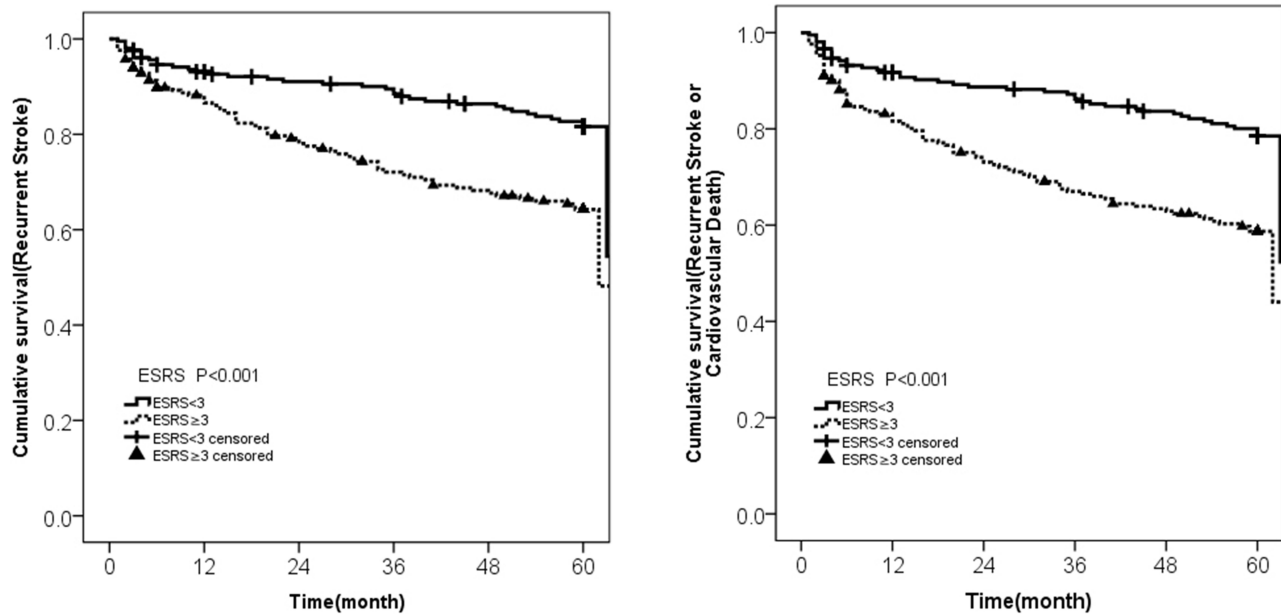 Cumulative survival(Recurrent Stroke)
1.0
0.8
0.6
0.4
0.2
0.0
ESRS P<0.001
ESRS<3
ESRS≥3
ESRS<3 censored
ESRS≥3 censored
0 12 24 36 48 60
Time(month)
Cumulative survival(Recurrent Stroke or
Cardiovascular Death)
1.0
0.8
0.6
0.4
0.2
0.0
ESRS P<0.001
ESRS<3
ESRS≥3
ESRS<3 censored
ESRS≥3 censored
0 12 24 36 48 60
Time(month)